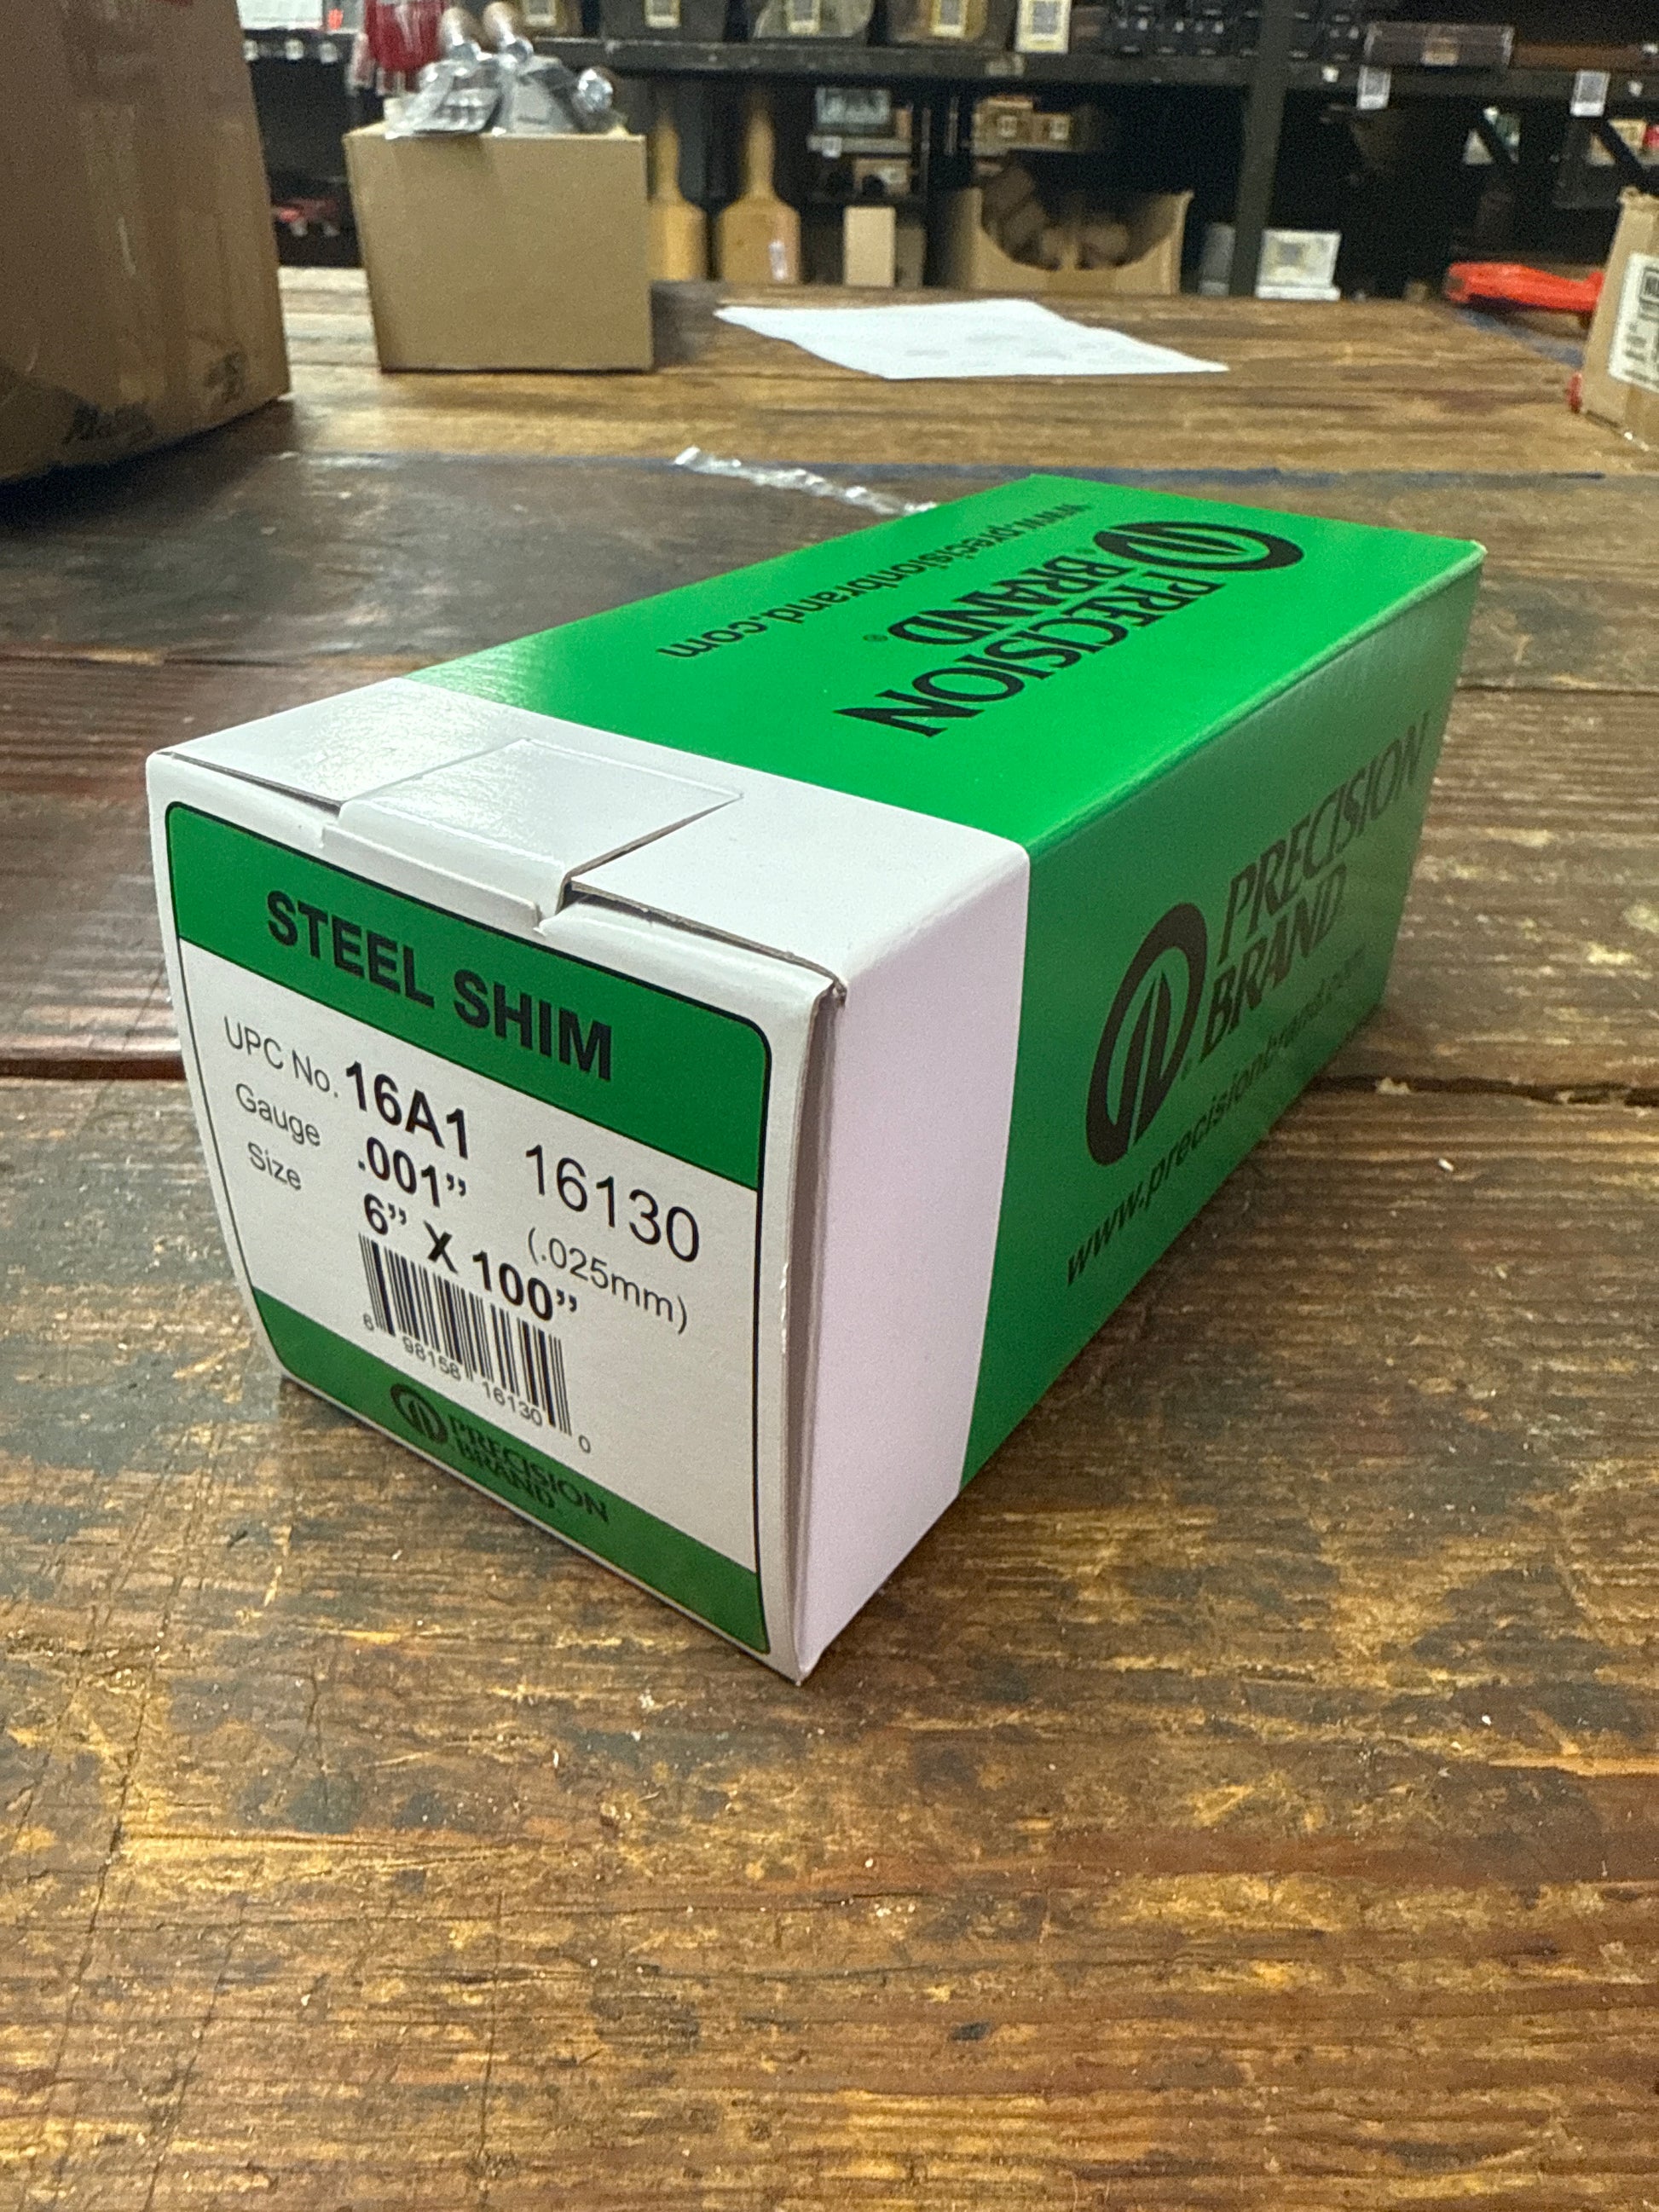 www.precisionbrand.com
PRECISION
BRAND®
STEEL SHIM
UPC No. 16A1 16130
Gauge .001” (.025mm)
Size 6” X 100”
6 98158 16130 0
PRECISION
BRAND
PRECISION
BRAND®
www.precisionbrand.com